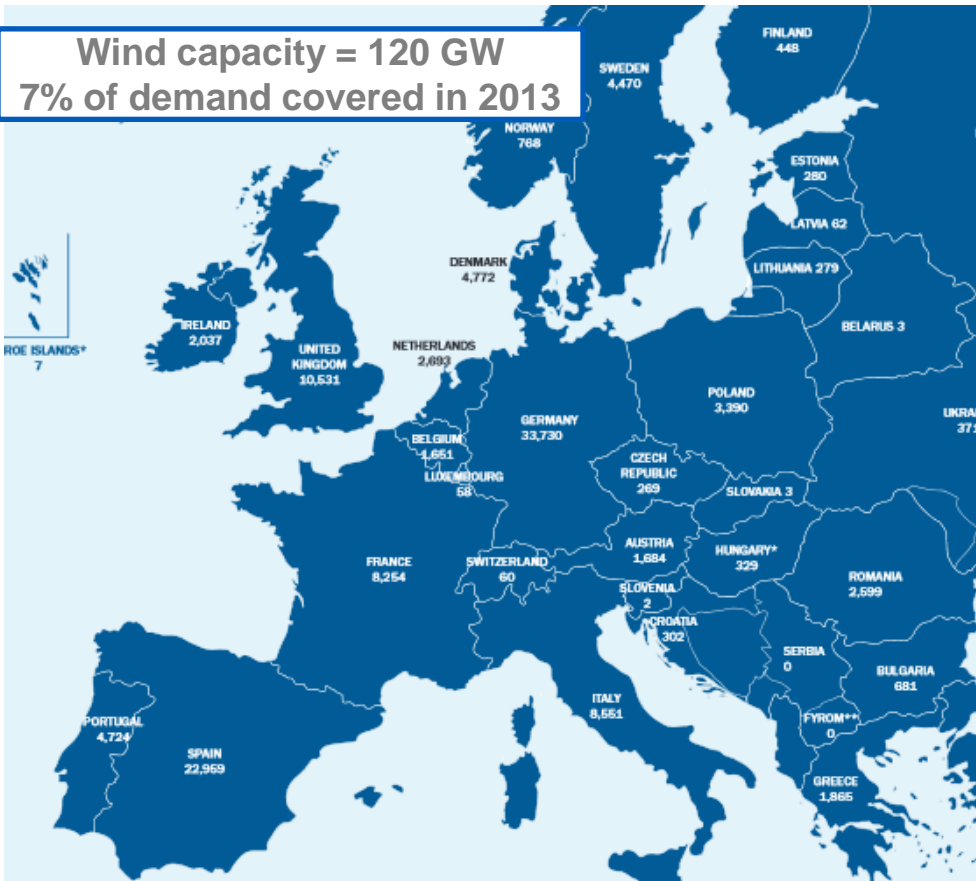 Wind capacity = 120 GW
7% of demand covered in 2013
FINLAND
448
SWEDEN
4,470
NORWAY
768
ESTONIA
280
LATVIA 62
DENMARK
4,772
LITHUANIA 279
BELARUS 3
IRELAND
2,037
ROE ISLANDS*
7
UNITED
KINGDOM
10,531
NETHERLANDS
2,693
POLAND
3,390
UKRA
371
GERMANY
33,730
BELGIUM
1,651
LUXEMBOURG
58
CZECH
REPUBLIC
269
SLOVAKIA 3
FRANCE
8,254
SWITZERLAND
60
AUSTRIA
1,684
HUNGARY*
329
ROMANIA
2,599
SLOVENIA
2
CROATIA
302
SERBIA
0
BULGARIA
681
PORTUGAL
4,724
SPAIN
22,959
ITALY
8,551
FYROM**
0
GREECE
1,865